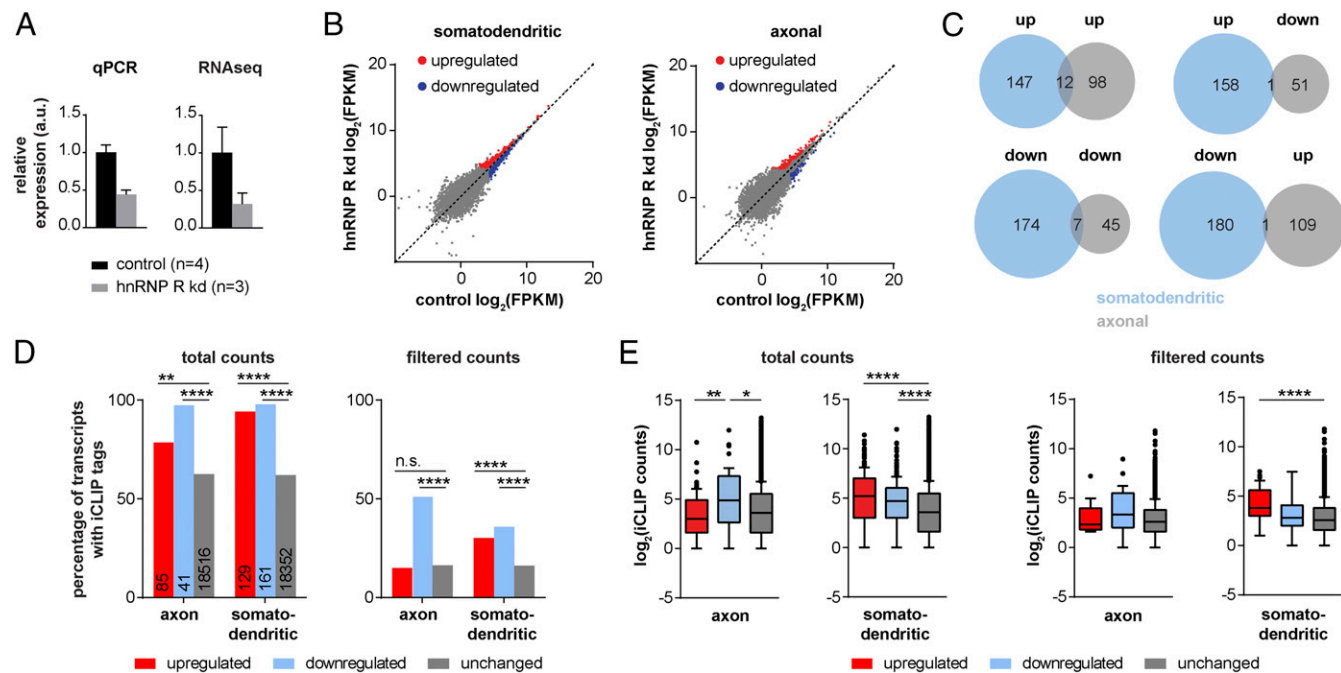 A
qPCR
RNAseq
relative
expression (a.u.)
1.5
1.0
0.5
0.0
1.5
1.0
0.5
0.0
control (n=4)
hnRNP R kd (n=3)
B
somatodendritic
upregulated
downregulated
hnRNP R kd log2(FPKM)
20
10
0
0
10
20
control log2(FPKM)
axonal
upregulated
downregulated
hnRNP R kd log2(FPKM)
20
10
0
0
10
20
control log2(FPKM)
C
up
up
147
12
98
up
down
158
1
51
down
down
174
7
45
down
up
180
1
109
somatodendritic
axonal
D
total counts
percentage of transcripts
with iCLIP tags
100
50
0
**
****
****
****
85
41
18516
129
161
18352
axon
somato-
dendritic
filtered counts
100
50
0
n.s.
****
****
****
axon
somato-
dendritic
upregulated
downregulated
unchanged
E
total counts
log2(iCLIP counts)
15
10
5
0
-5
**
*
axon
15
10
5
0
-5
****
****
somato-
dendritic
filtered counts
log2(iCLIP counts)
15
10
5
0
-5
axon
15
10
5
0
-5
****
somato-
dendritic
upregulated
downregulated
unchanged